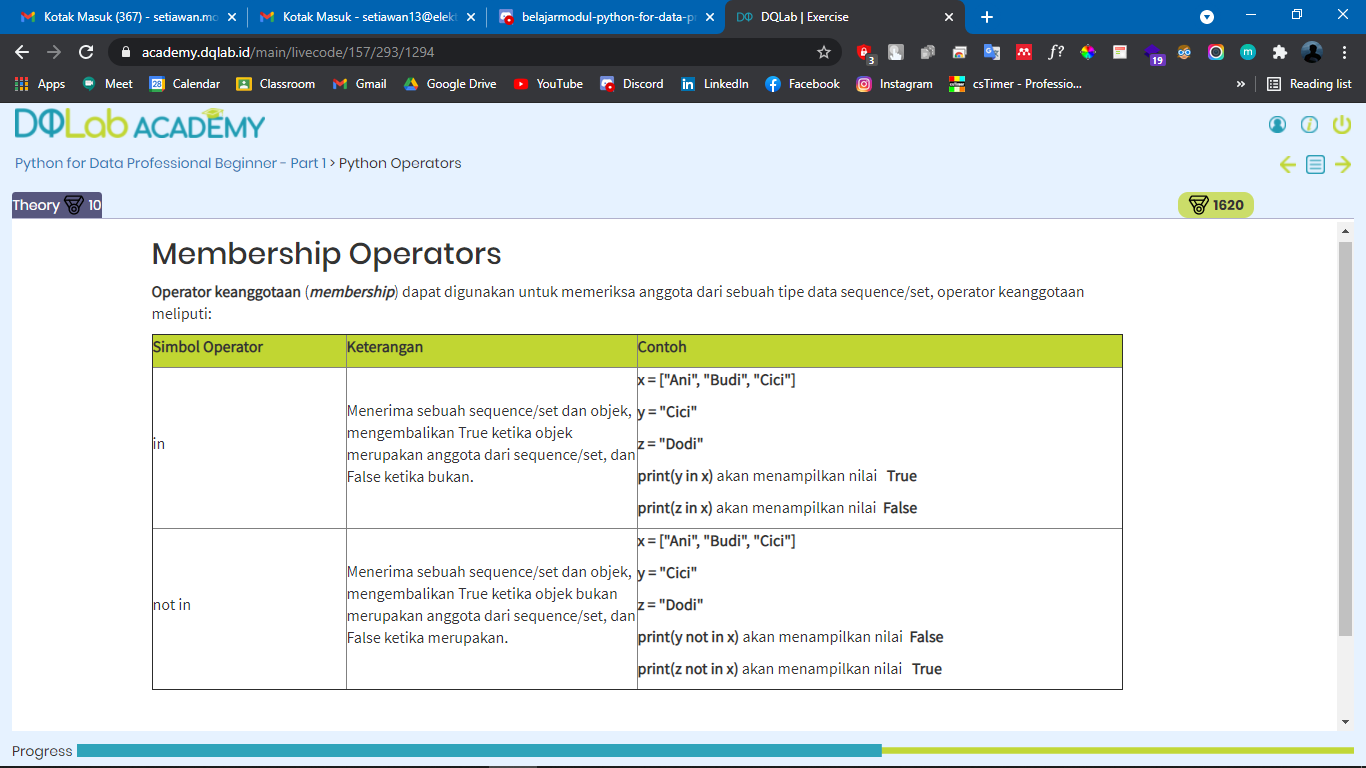 Kotak Masuk (367) - setiawan.mo
Kotak Masuk - setiawan13@elekt
belajarmodul-python-for-data-pr
DQLab | Exercise
academy.dqlab.id/main/livecode/157/293/1294
3
f?
19
m
Apps
Meet
28
Calendar
Classroom
Gmail
Google Drive
YouTube
Discord
LinkedIn
Facebook
Instagram
csTimer - Professio...
»
Reading list
DQLab ACADEMY
Python for Data Professional Beginner - Part 1 > Python Operators
Theory 10
1620
Membership Operators
Operator keanggotaan (membership) dapat digunakan untuk memeriksa anggota dari sebuah tipe data sequence/set, operator keanggotaan
meliputi:
Simbol Operator
Keterangan
Contoh
in
Menerima sebuah sequence/set dan objek,
mengembalikan True ketika objek
merupakan anggota dari sequence/set, dan
False ketika bukan.
x = ["Ani", "Budi", "Cici"]
y = "Cici"
z = "Dodi"
print(y in x) akan menampilkan nilai True
print(z in x) akan menampilkan nilai False
not in
Menerima sebuah sequence/set dan objek,
mengembalikan True ketika objek bukan
merupakan anggota dari sequence/set, dan
False ketika merupakan.
x = ["Ani", "Budi", "Cici"]
y = "Cici"
z = "Dodi"
print(y not in x) akan menampilkan nilai False
print(z not in x) akan menampilkan nilai True
Progress